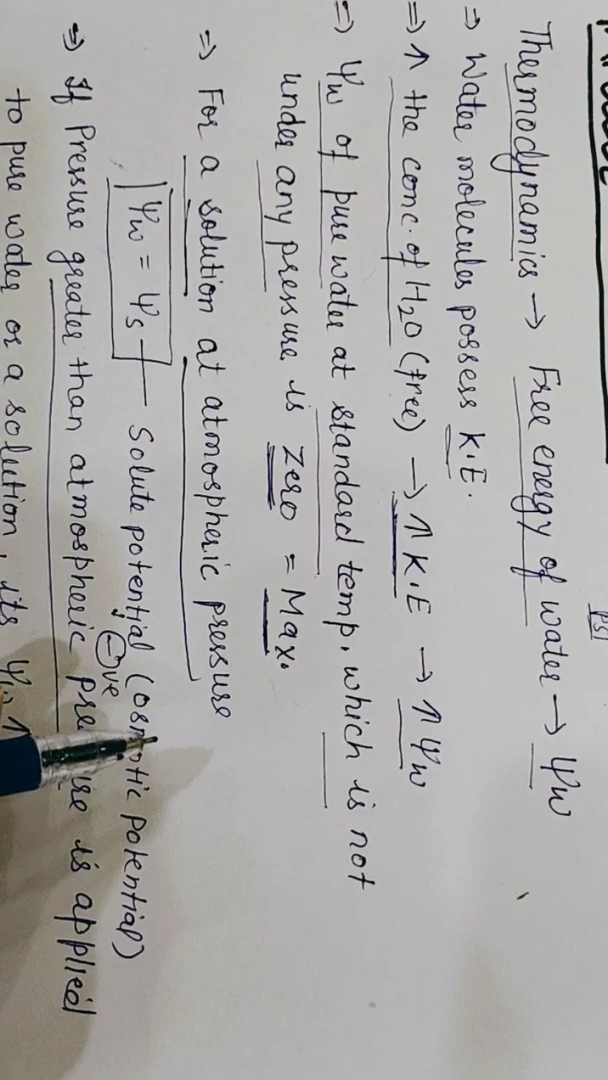 PSI
Thermodynamics → Free energy of water → Ψw
⇒ Water molecules possess K.E.
⇒ ↑ the conc. of H2O (free) → ↑ K.E → ↑ Ψw
⇒ Ψw of pure water at standard temp. which is not
under any pressure is Zero = Max.
⇒ For a solution at atmospheric pressure
Ψw = Ψs Solute potential (osmotic potential)
⊖ve
⇒ If Pressure greater than atmospheric pressure is applied
to pure water or a solution, its Ψw ↑